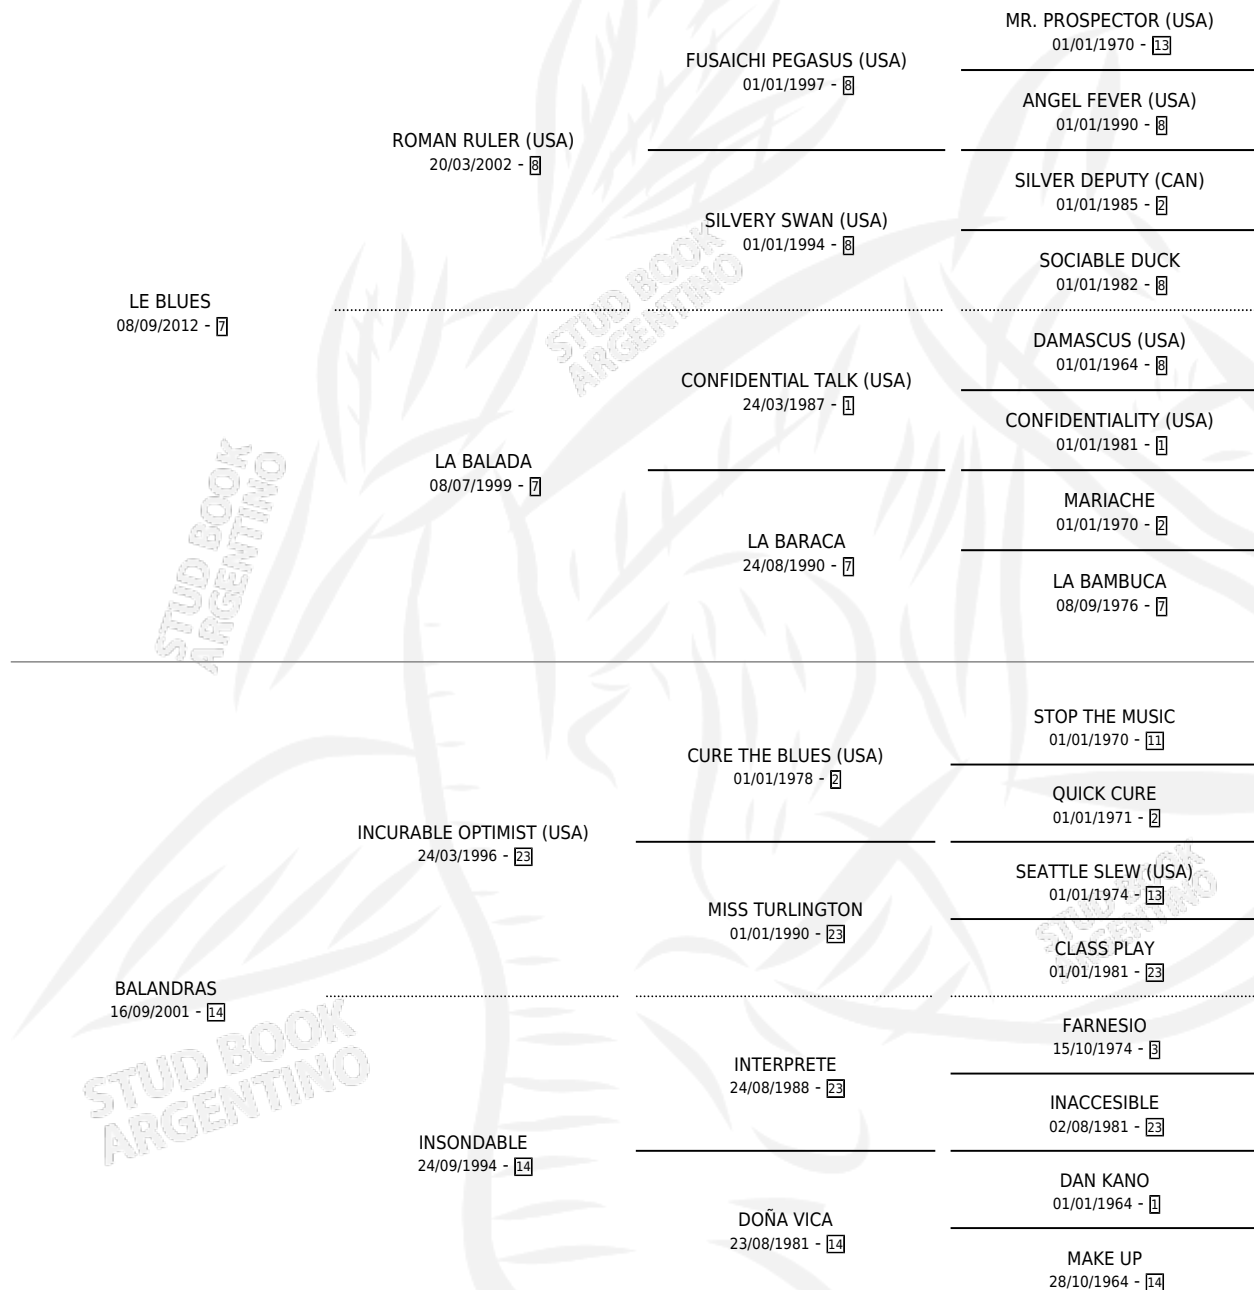 MR. PROSPECTOR (USA)
01/01/1970 - 13
FUSAICHI PEGASUS (USA)
01/01/1997 - 8
ANGEL FEVER (USA)
01/01/1990 - 8
ROMAN RULER (USA)
20/03/2002 - 8
SILVER DEPUTY (CAN)
01/01/1985 - 2
SILVERY SWAN (USA)
01/01/1994 - 8
SOCIABLE DUCK
01/01/1982 - 8
LE BLUES
08/09/2012 - 7
DAMASCUS (USA)
01/01/1964 - 8
CONFIDENTIAL TALK (USA)
24/03/1987 - 1
CONFIDENTIALITY (USA)
01/01/1981 - 1
LA BALADA
08/07/1999 - 7
MARIACHE
01/01/1970 - 2
LA BARACA
24/08/1990 - 7
LA BAMBUCA
08/09/1976 - 7
STOP THE MUSIC
01/01/1970 - 11
CURE THE BLUES (USA)
01/01/1978 - 2
QUICK CURE
01/01/1971 - 2
INCURABLE OPTIMIST (USA)
24/03/1996 - 23
SEATTLE SLEW (USA)
01/01/1974 - 13
MISS TURLINGTON
01/01/1990 - 23
CLASS PLAY
01/01/1981 - 23
BALANDRAS
16/09/2001 - 14
FARNESIO
15/10/1974 - 3
INTERPRETE
24/08/1988 - 23
INACCESIBLE
02/08/1981 - 23
INSONDABLE
24/09/1994 - 14
DAN KANO
01/01/1964 - 1
DOÑA VICA
23/08/1981 - 14
MAKE UP
28/10/1964 - 14
STUD BOOK
ARGENTINO
STUD BOOK
ARGENTINO
STUD BOOK
ARGENTINO
STUD BOOK
ARGENTINO